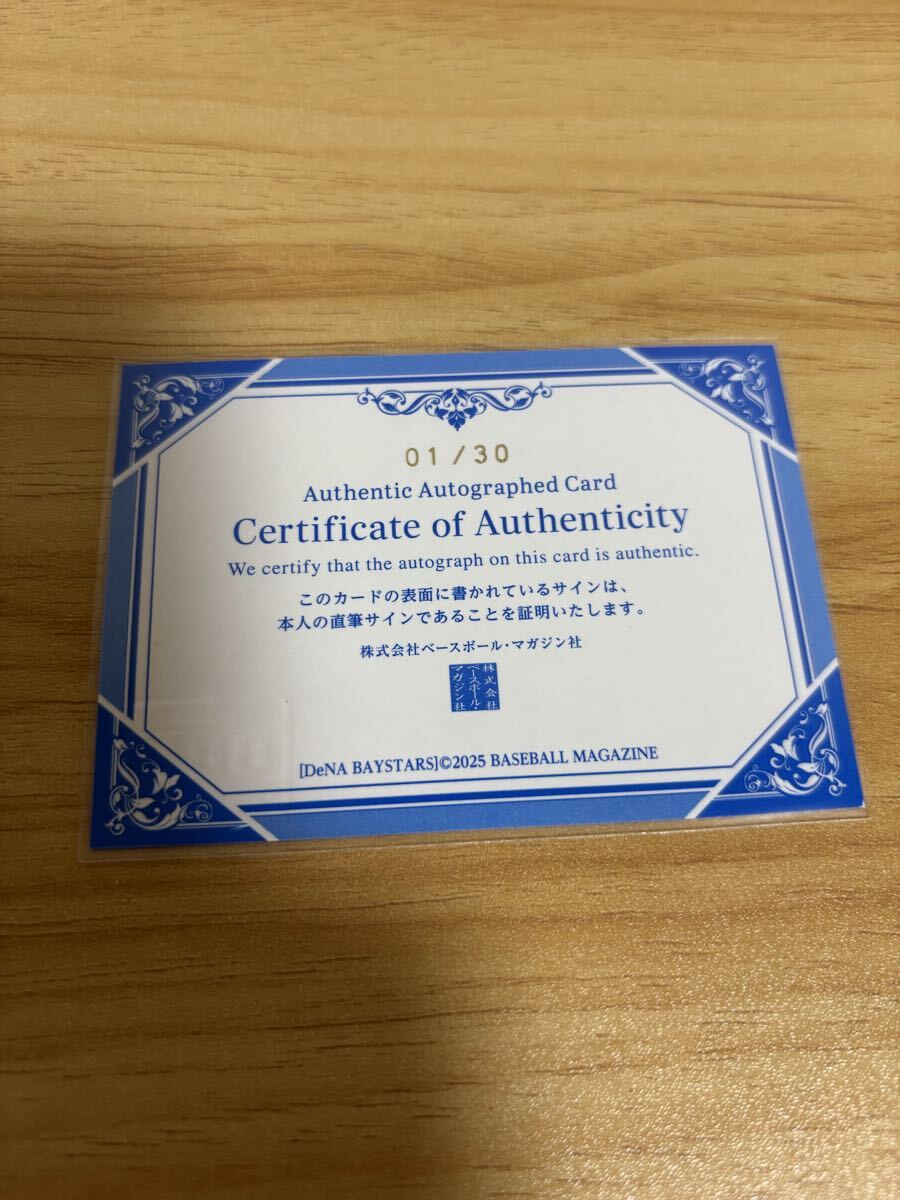 01/30
Authentic Autographed Card
Certificate of Authenticity
We certify that the autograph on this card is authentic.
このカードの表面に書かれているサインは、
本人の直筆サインであることを証明いたします。
株式会社ベースボール・マガジン社
株式会社
ベースボール・
マガジン社
[DeNA BAYSTARS]©2025 BASEBALL MAGAZINE